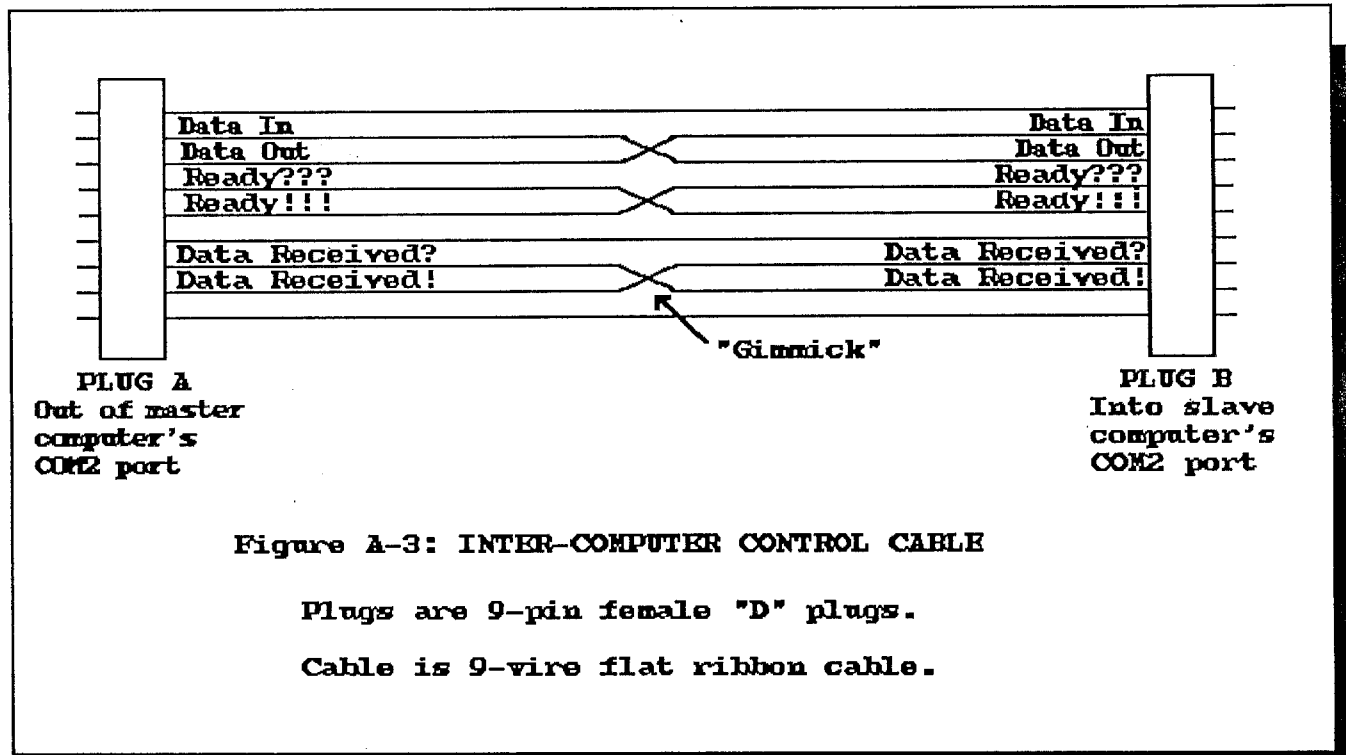 Data In
Data Out
Ready???
Ready!!!
Data Received?
Data Received!
Data In
Data Out
Ready???
Ready!!!
Data Received?
Data Received!
"Gimmick"
PLUG A
Out of master
computer's
COM2 port
PLUG B
Into slave
computer's
COM2 port
Figure A-3: INTER-COMPUTER CONTROL CABLE
Plugs are 9-pin female "D" plugs.
Cable is 9-wire flat ribbon cable.